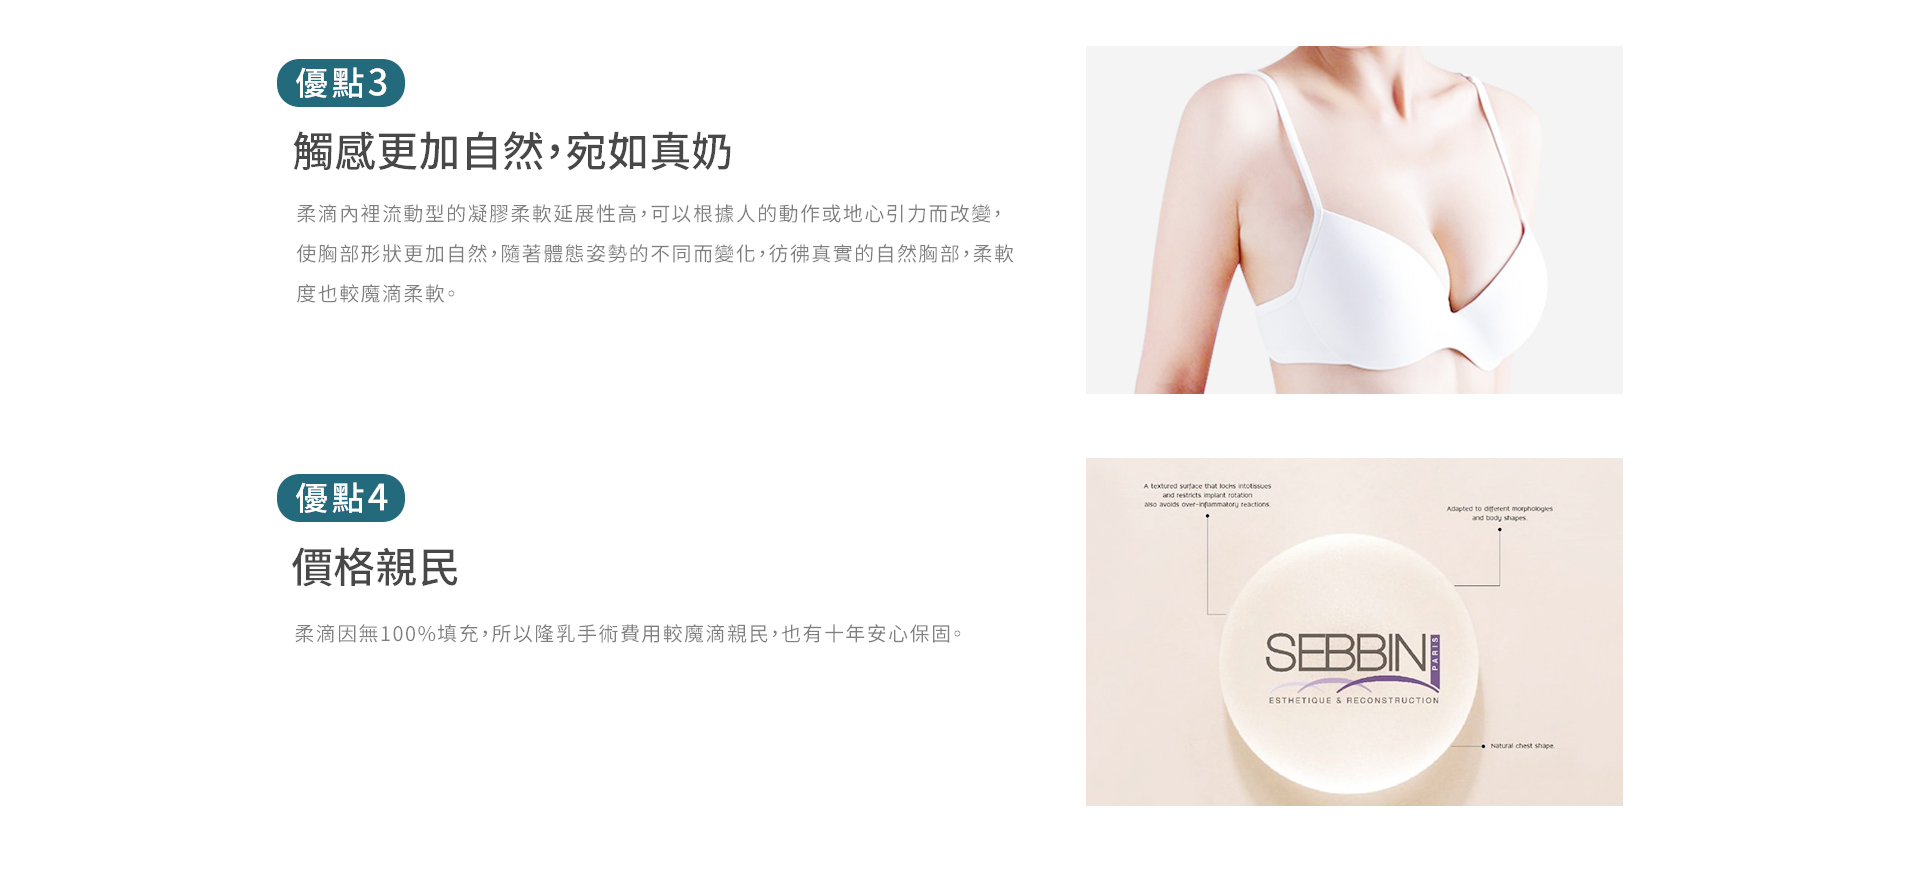 優點3
觸感更加自然，宛如真奶
柔滴內裡流動型的凝膠柔軟延展性高，可以根據人的動作或地心引力而改變，
使胸部形狀更加自然，隨著體態姿勢的不同而變化，彷彿真實的自然胸部，柔軟
度也較魔滴柔軟。
優點4
價格親民
柔滴因無100%填充，所以隆乳手術費用較魔滴親民，也有十年安心保固。
A textured surface that locks intotissues
and restricts implant rotation
also avoids over-inflammatory reactions.
Adapted to different morphologies
and body shapes.
SEBBIN
PARIS
ESTHETIQUE & RECONSTRUCTION
Natural chest shape.